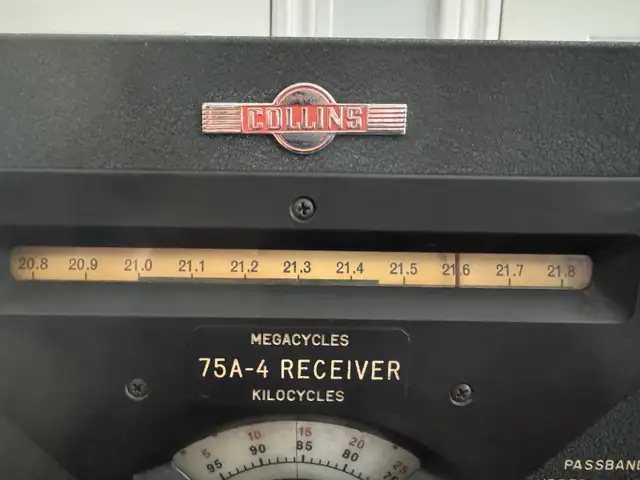 COLLINS
20.8 20.9 21.0 21.1 21.2 21.3 21.4 21.5 21.6 21.7 21.8
MEGACYCLES
75A-4 RECEIVER
KILOCYCLES
5 10 15 20 25
95 90 85 80
PASSBAND